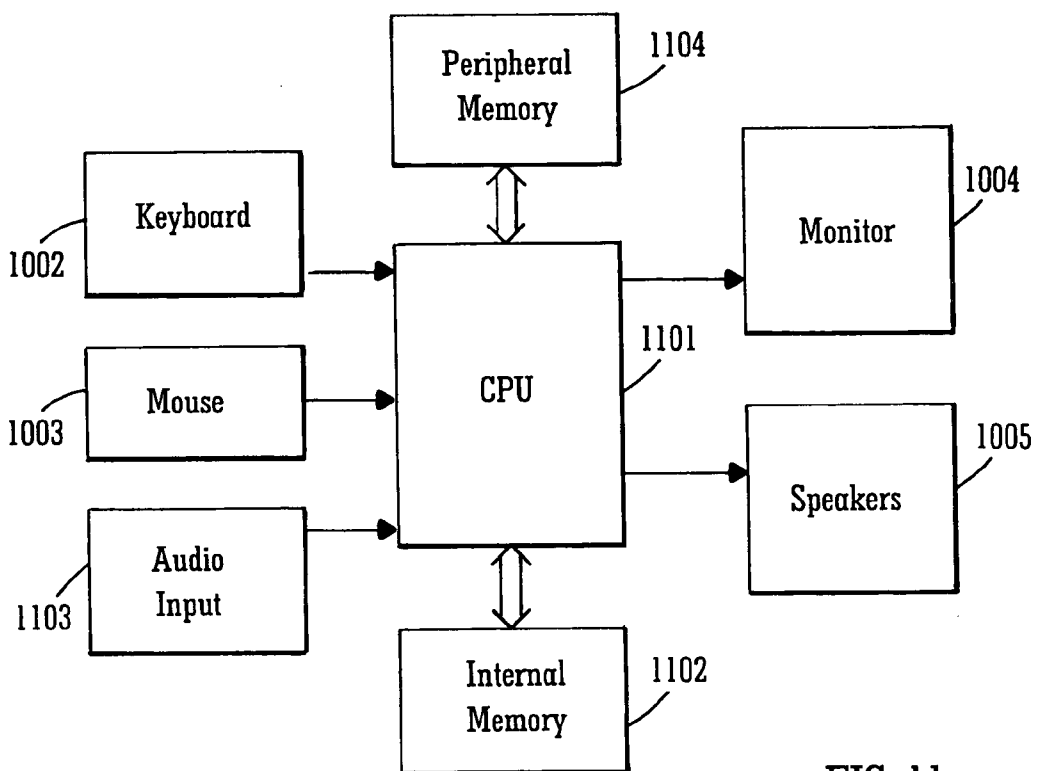 1104
Peripheral
Memory
1004
Keyboard
Monitor
1002
1101
Mouse
CPU
1003
1005
Speakers
Audio
Input
1103
Internal
Memory
1102